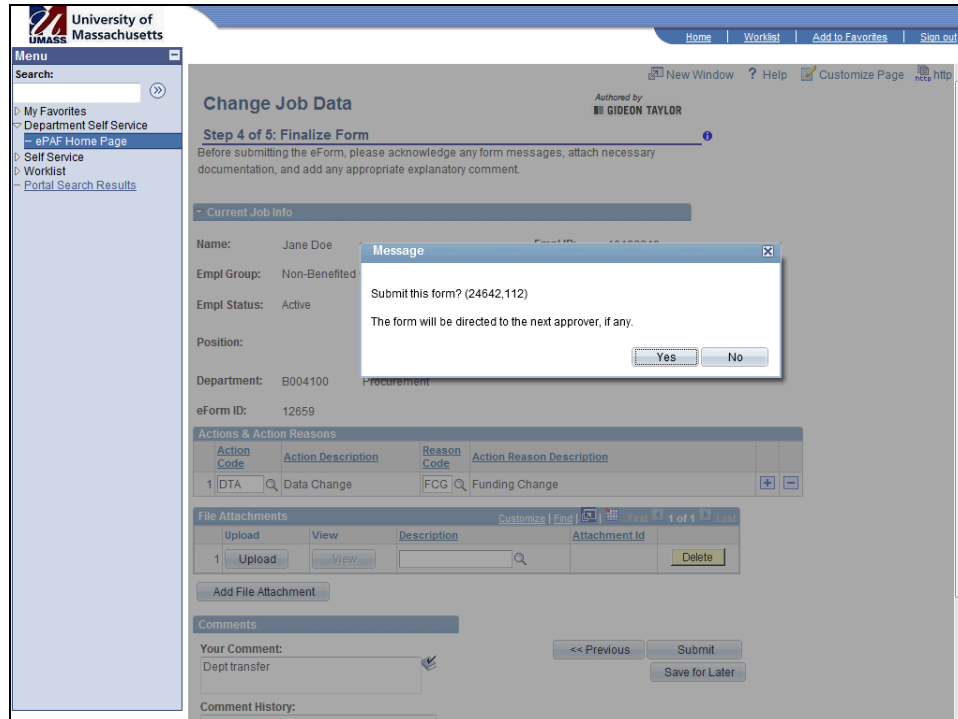 University of
Massachusetts
UMASS
Home | Worklist | Add to Favorites | Sign out
Menu
Search:
My Favorites
Department Self Service
ePAF Home Page
Self Service
Worklist
Portal Search Results
New Window ? Help Customize Page http
Change Job Data
Authored by
GIDEON TAYLOR
Step 4 of 5: Finalize Form
Before submitting the eForm, please acknowledge any form messages, attach necessary
documentation, and add any appropriate explanatory comment.
Current Job Info
Name: Jane Doe
Empl Group: Non-Benefited
Empl Status: Active
Position:
Department: B004100 Procurement
eForm ID: 12659
Message
Submit this form? (24642,112)
The form will be directed to the next approver, if any.
Yes No
Actions & Action Reasons
Action Code Action Description Reason Code Action Reason Description
1 DTA Data Change FCG Funding Change
File Attachments Customize | Find | First 1 of 1 Last
Upload View Description Attachment Id
1 Upload View Delete
Add File Attachment
Comments
Your Comment:
Dept transfer
<< Previous Submit
Save for Later
Comment History: